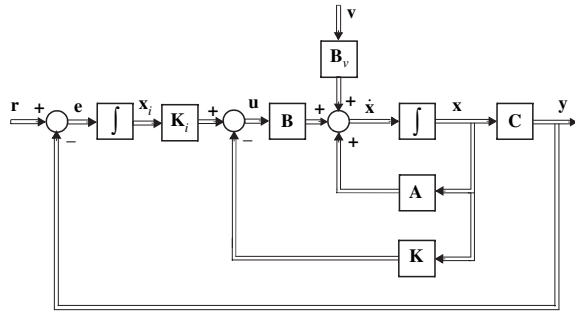 v
B_v
r + e ∫ x_i K_i + u B + + ẋ ∫ x C y
− − +
A
K